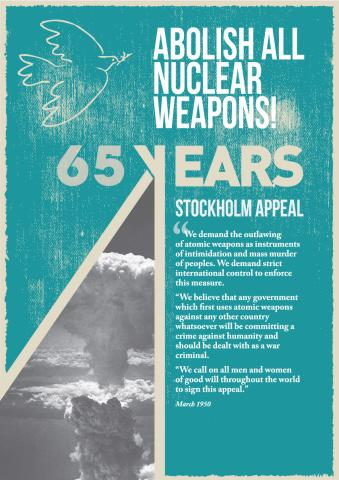 ABOLISH ALL
NUCLEAR
WEAPONS!
65 YEARS
STOCKHOLM APPEAL
“We demand the outlawing
of atomic weapons as instruments
of intimidation and mass murder
of peoples. We demand strict
international control to enforce
this measure.
“We believe that any government
which first uses atomic weapons
against any other country
whatsoever will be committing a
crime against humanity and
should be dealt with as a war
criminal.
“We call on all men and women
of good will throughout the world
to sign this appeal.”
March 1950